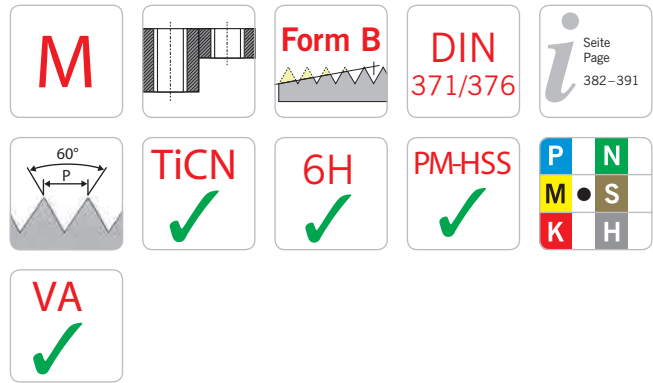 M
Form B
DIN
371/376
i
Seite
Page
382–391
60°
P
TiCN
6H
PM-HSS
P N
M S
K H
VA